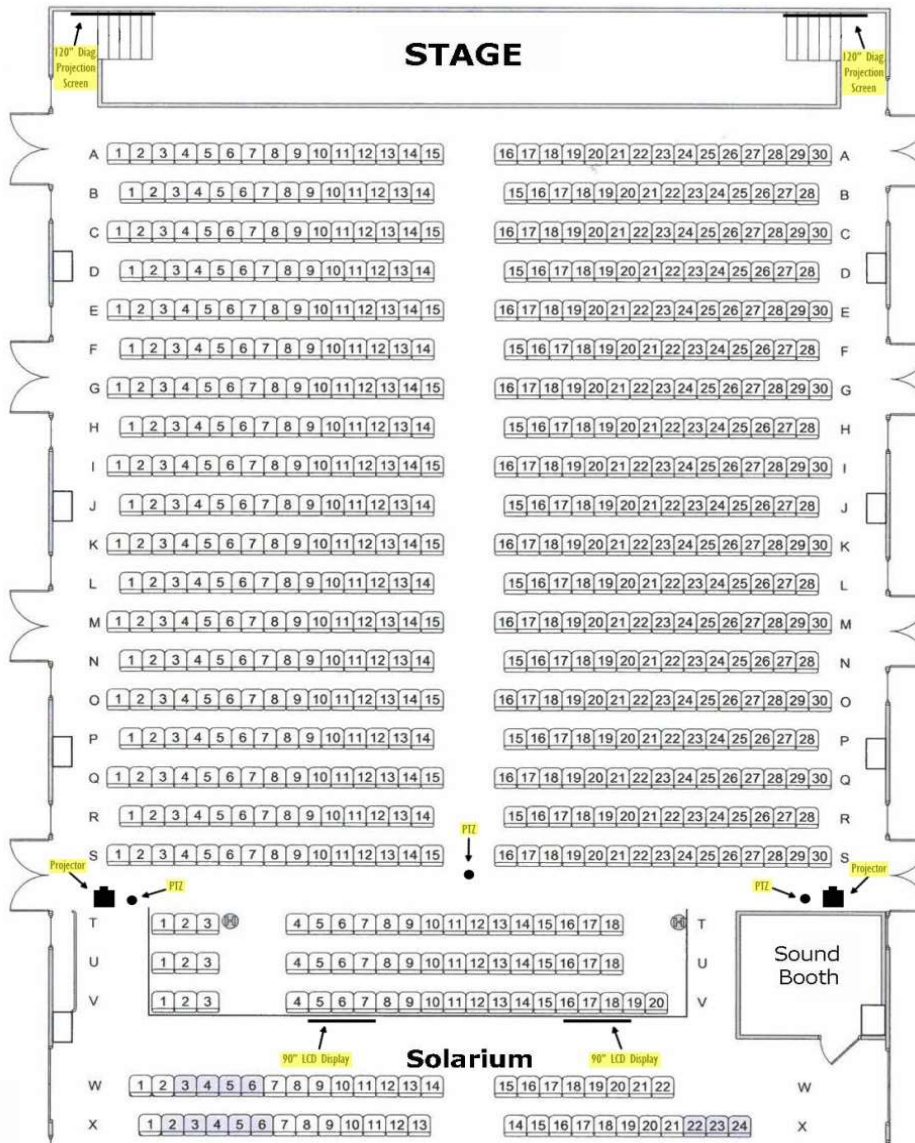 STAGE
120" Diag.
Projection
Screen
120" Diag.
Projection
Screen
A 1 2 3 4 5 6 7 8 9 10 11 12 13 14 15 16 17 18 19 20 21 22 23 24 25 26 27 28 29 30 A
B 1 2 3 4 5 6 7 8 9 10 11 12 13 14 15 16 17 18 19 20 21 22 23 24 25 26 27 28 B
C 1 2 3 4 5 6 7 8 9 10 11 12 13 14 15 16 17 18 19 20 21 22 23 24 25 26 27 28 29 30 C
D 1 2 3 4 5 6 7 8 9 10 11 12 13 14 15 16 17 18 19 20 21 22 23 24 25 26 27 28 D
E 1 2 3 4 5 6 7 8 9 10 11 12 13 14 15 16 17 18 19 20 21 22 23 24 25 26 27 28 29 30 E
F 1 2 3 4 5 6 7 8 9 10 11 12 13 14 15 16 17 18 19 20 21 22 23 24 25 26 27 28 F
G 1 2 3 4 5 6 7 8 9 10 11 12 13 14 15 16 17 18 19 20 21 22 23 24 25 26 27 28 29 30 G
H 1 2 3 4 5 6 7 8 9 10 11 12 13 14 15 16 17 18 19 20 21 22 23 24 25 26 27 28 H
I 1 2 3 4 5 6 7 8 9 10 11 12 13 14 15 16 17 18 19 20 21 22 23 24 25 26 27 28 29 30 I
J 1 2 3 4 5 6 7 8 9 10 11 12 13 14 15 16 17 18 19 20 21 22 23 24 25 26 27 28 J
K 1 2 3 4 5 6 7 8 9 10 11 12 13 14 15 16 17 18 19 20 21 22 23 24 25 26 27 28 29 30 K
L 1 2 3 4 5 6 7 8 9 10 11 12 13 14 15 16 17 18 19 20 21 22 23 24 25 26 27 28 L
M 1 2 3 4 5 6 7 8 9 10 11 12 13 14 15 16 17 18 19 20 21 22 23 24 25 26 27 28 29 30 M
N 1 2 3 4 5 6 7 8 9 10 11 12 13 14 15 16 17 18 19 20 21 22 23 24 25 26 27 28 N
O 1 2 3 4 5 6 7 8 9 10 11 12 13 14 15 16 17 18 19 20 21 22 23 24 25 26 27 28 29 30 O
P 1 2 3 4 5 6 7 8 9 10 11 12 13 14 15 16 17 18 19 20 21 22 23 24 25 26 27 28 P
Q 1 2 3 4 5 6 7 8 9 10 11 12 13 14 15 16 17 18 19 20 21 22 23 24 25 26 27 28 29 30 Q
R 1 2 3 4 5 6 7 8 9 10 11 12 13 14 15 16 17 18 19 20 21 22 23 24 25 26 27 28 R
PTZ
S 1 2 3 4 5 6 7 8 9 10 11 12 13 14 15 16 17 18 19 20 21 22 23 24 25 26 27 28 29 30 S
Projector
PTZ
PTZ
Projector
T 1 2 3 H 4 5 6 7 8 9 10 11 12 13 14 15 16 17 18 H T
U 1 2 3 4 5 6 7 8 9 10 11 12 13 14 15 16 17 18 U
V 1 2 3 4 5 6 7 8 9 10 11 12 13 14 15 16 17 18 19 20 V
Sound
Booth
90" LCD Display
Solarium
90" LCD Display
W 1 2 3 4 5 6 7 8 9 10 11 12 13 14 15 16 17 18 19 20 21 22 W
X 1 2 3 4 5 6 7 8 9 10 11 12 13 14 15 16 17 18 19 20 21 22 23 24 X